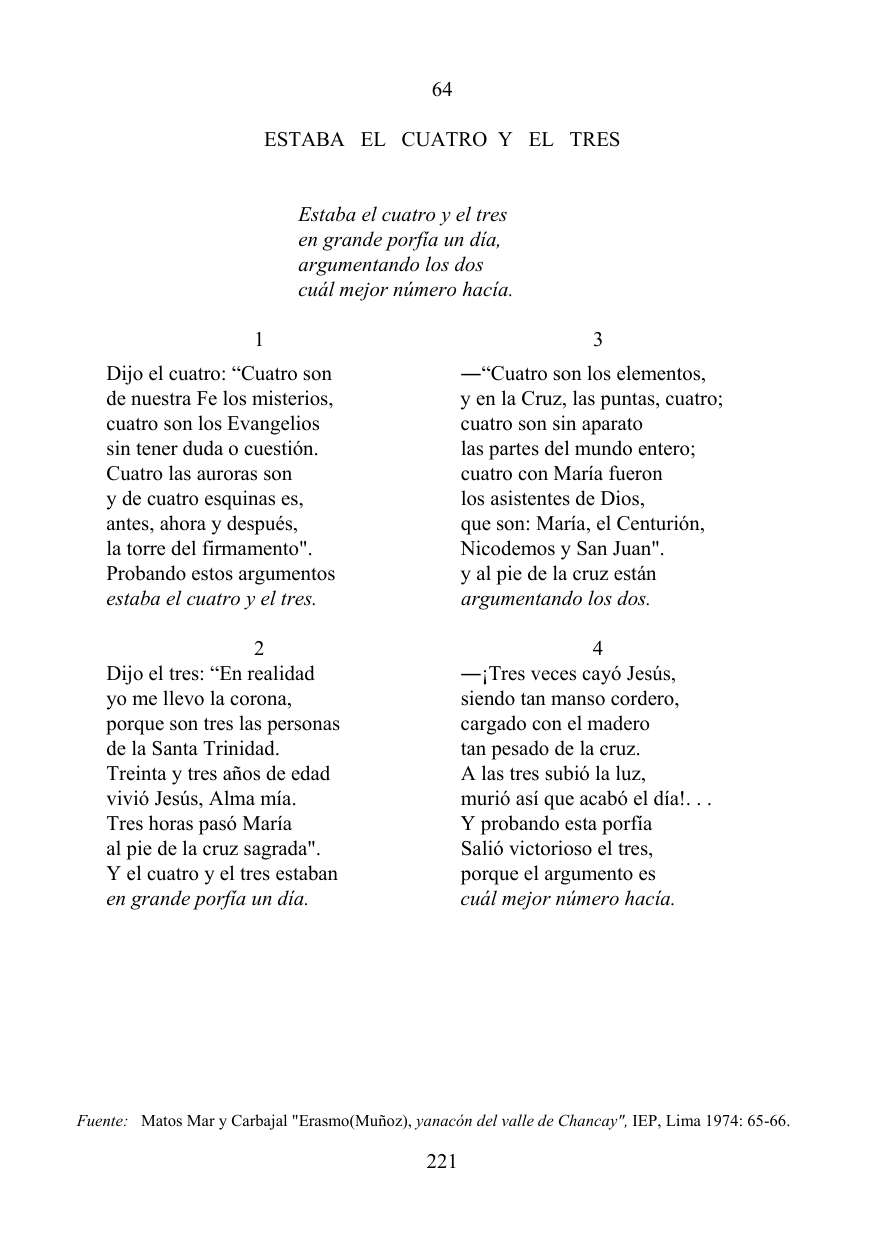 64
ESTABA EL CUATRO Y EL TRES
Estaba el cuatro y el tres
en grande porfía un día,
argumentando los dos
cuál mejor número hacía.
1
Dijo el cuatro: “Cuatro son
de nuestra Fe los misterios,
cuatro son los Evangelios
sin tener duda o cuestión.
Cuatro las auroras son
y de cuatro esquinas es,
antes, ahora y después,
la torre del firmamento".
Probando estos argumentos
estaba el cuatro y el tres.
2
Dijo el tres: “En realidad
yo me llevo la corona,
porque son tres las personas
de la Santa Trinidad.
Treinta y tres años de edad
vivió Jesús, Alma mía.
Tres horas pasó María
al pie de la cruz sagrada".
Y el cuatro y el tres estaban
en grande porfía un día.
3
―“Cuatro son los elementos,
y en la Cruz, las puntas, cuatro;
cuatro son sin aparato
las partes del mundo entero;
cuatro con María fueron
los asistentes de Dios,
que son: María, el Centurión,
Nicodemos y San Juan".
y al pie de la cruz están
argumentando los dos.
4
―¡Tres veces cayó Jesús,
siendo tan manso cordero,
cargado con el madero
tan pesado de la cruz.
A las tres subió la luz,
murió así que acabó el día!. . .
Y probando esta porfía
Salió victorioso el tres,
porque el argumento es
cuál mejor número hacía.
Fuente: Matos Mar y Carbajal "Erasmo(Muñoz), yanacón del valle de Chancay", IEP, Lima 1974: 65-66.
221